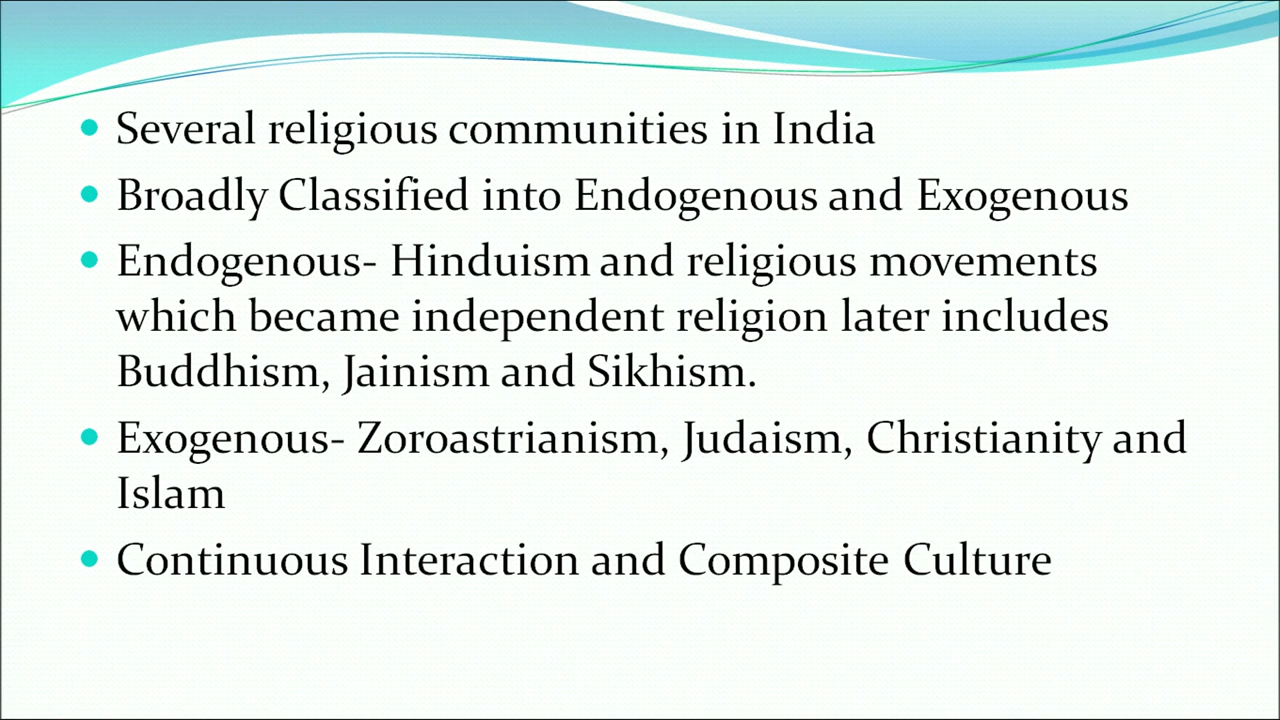 Several religious communities in India
Broadly Classified into Endogenous and Exogenous
Endogenous- Hinduism and religious movements
which became independent religion later includes
Buddhism, Jainism and Sikhism.
Exogenous- Zoroastrianism, Judaism, Christianity and
Islam
Continuous Interaction and Composite Culture